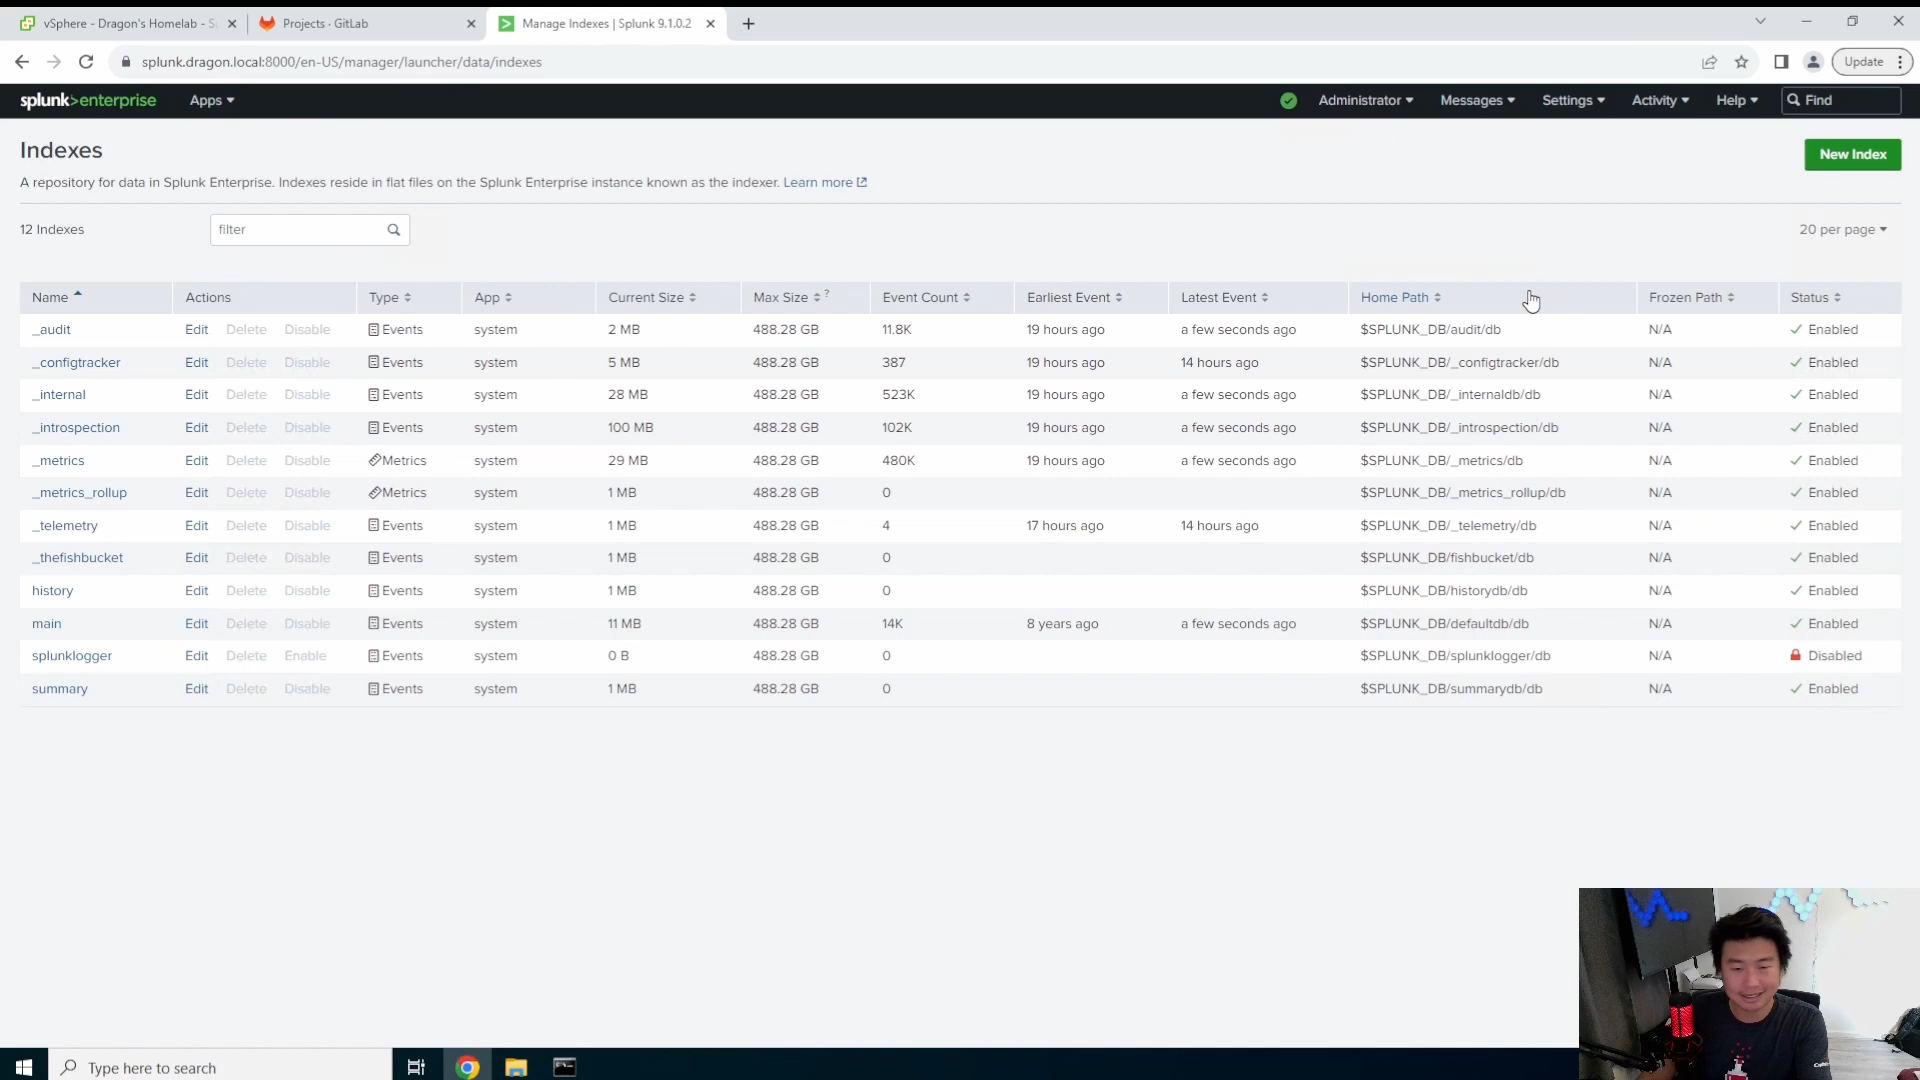 vSphere - Dragon's Homelab - S
Projects · GitLab
Manage Indexes | Splunk 9.1.0.2
splunk.dragon.local:8000/en-US/manager/launcher/data/indexes
Update
splunk>enterprise Apps Administrator Messages Settings Activity Help Find
Indexes
New Index
A repository for data in Splunk Enterprise. Indexes reside in flat files on the Splunk Enterprise instance known as the indexer. Learn more
12 Indexes filter 20 per page
Name Actions Type App Current Size Max Size ? Event Count Earliest Event Latest Event Home Path Frozen Path Status
_audit Edit Delete Disable Events system 2 MB 488.28 GB 11.8K 19 hours ago a few seconds ago $SPLUNK_DB/audit/db N/A Enabled
_configtracker Edit Delete Disable Events system 5 MB 488.28 GB 387 19 hours ago 14 hours ago $SPLUNK_DB/_configtracker/db N/A Enabled
_internal Edit Delete Disable Events system 28 MB 488.28 GB 523K 19 hours ago a few seconds ago $SPLUNK_DB/_internaldb/db N/A Enabled
_introspection Edit Delete Disable Events system 100 MB 488.28 GB 102K 19 hours ago a few seconds ago $SPLUNK_DB/_introspection/db N/A Enabled
_metrics Edit Delete Disable Metrics system 29 MB 488.28 GB 480K 19 hours ago a few seconds ago $SPLUNK_DB/_metrics/db N/A Enabled
_metrics_rollup Edit Delete Disable Metrics system 1 MB 488.28 GB 0 $SPLUNK_DB/_metrics_rollup/db N/A Enabled
_telemetry Edit Delete Disable Events system 1 MB 488.28 GB 4 17 hours ago 14 hours ago $SPLUNK_DB/_telemetry/db N/A Enabled
_thefishbucket Edit Delete Disable Events system 1 MB 488.28 GB 0 $SPLUNK_DB/fishbucket/db N/A Enabled
history Edit Delete Disable Events system 1 MB 488.28 GB 0 $SPLUNK_DB/historydb/db N/A Enabled
main Edit Delete Disable Events system 11 MB 488.28 GB 14K 8 years ago a few seconds ago $SPLUNK_DB/defaultdb/db N/A Enabled
splunklogger Edit Delete Enable Events system 0 B 488.28 GB 0 $SPLUNK_DB/splunklogger/db N/A Disabled
summary Edit Delete Disable Events system 1 MB 488.28 GB 0 $SPLUNK_DB/summarydb/db N/A Enabled
Type here to search